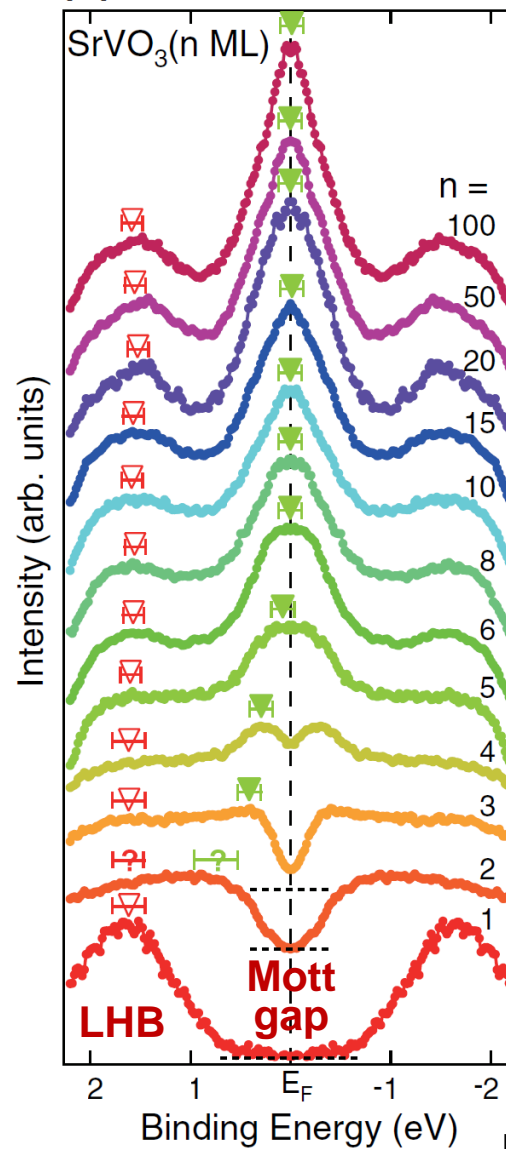 SrVO3(n ML)
n =
100
50
20
15
10
8
6
5
4
3
2
1
?
?
Mott
gap
LHB
Intensity (arb. units)
2 1 EF -1 -2
Binding Energy (eV)